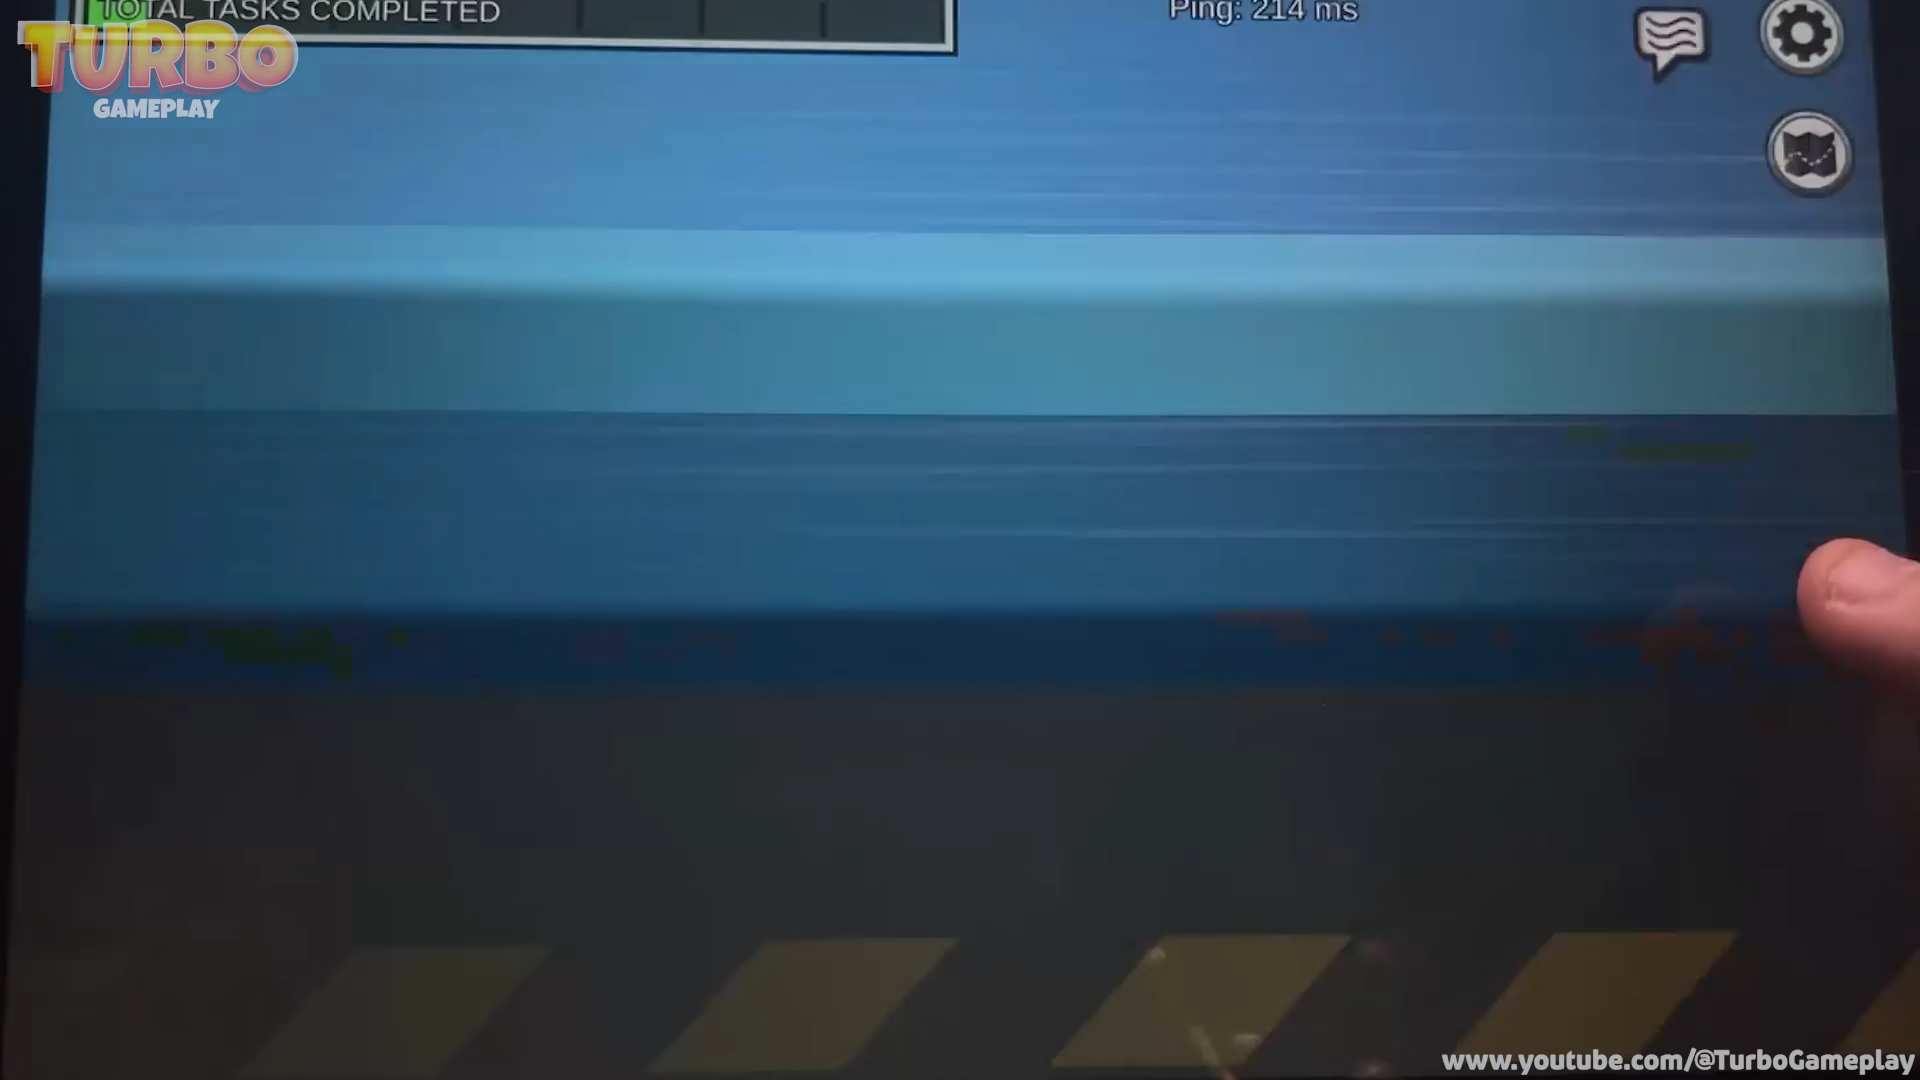 TOTAL TASKS COMPLETED
Ping: 214 ms
TURBO
GAMEPLAY
www.youtube.com/@TurboGameplay